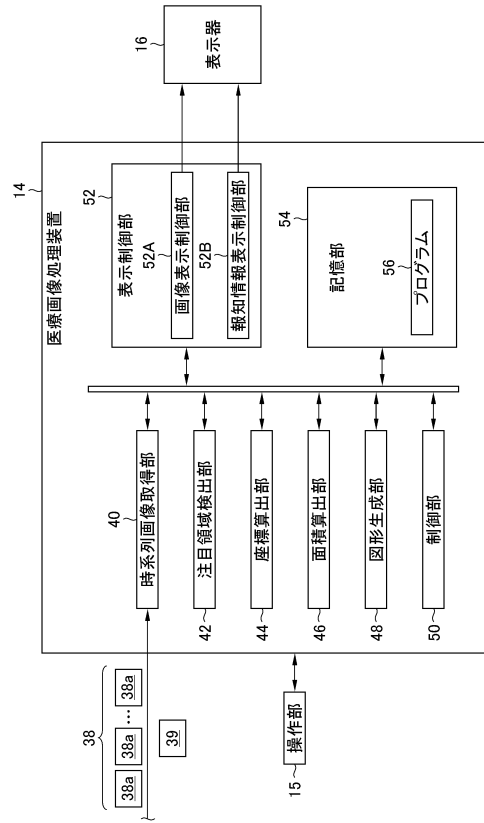 14
医療画像処理装置
38
38a
38a
…
38a
39
40
時系列画像取得部
42
注目領域検出部
44
座標算出部
46
面積算出部
48
図形生成部
50
制御部
15
操作部
52
表示制御部
52A
画像表示制御部
52B
報知情報表示制御部
54
記憶部
56
プログラム
16
表示器